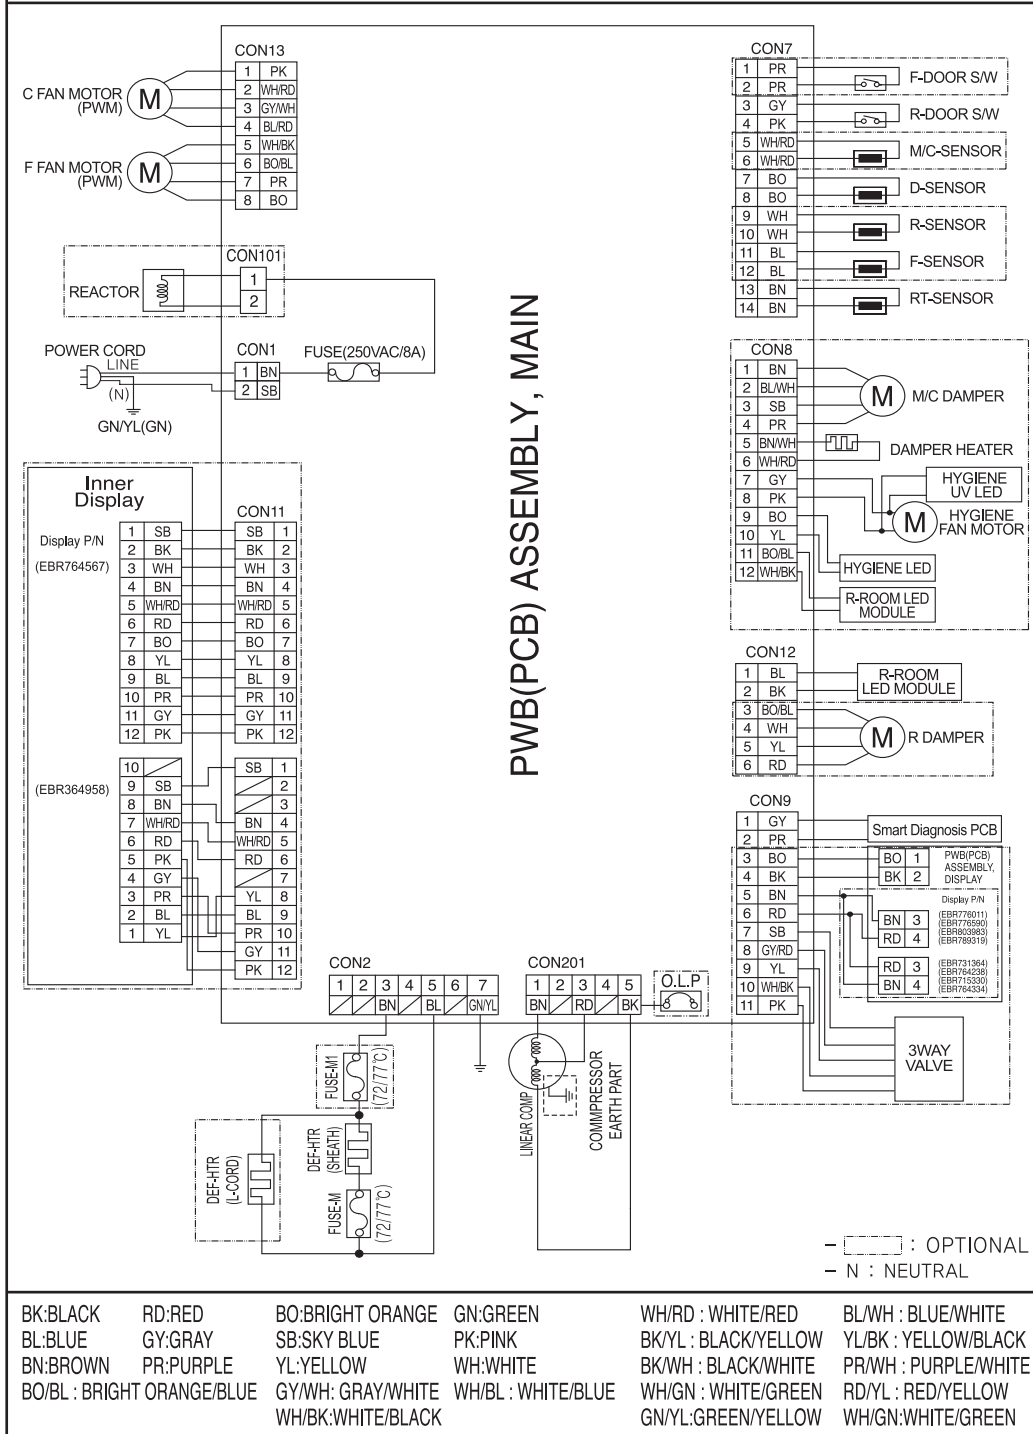 CON13
1 PK
2 WH/RD
3 GY/WH
4 BL/RD
5 WH/BK
6 BO/BL
7 PR
8 BO
C FAN MOTOR
(PWM)
M
F FAN MOTOR
(PWM)
M
CON101
1
2
REACTOR
POWER CORD
LINE
(N)
GN/YL(GN)
CON1
1 BN
2 SB
FUSE(250VAC/8A)
Inner
Display
Display P/N
(EBR764567)
1 SB
2 BK
3 WH
4 BN
5 WH/RD
6 RD
7 BO
8 YL
9 BL
10 PR
11 GY
12 PK
CON11
SB 1
BK 2
WH 3
BN 4
WH/RD 5
RD 6
BO 7
YL 8
BL 9
PR 10
GY 11
PK 12
(EBR364958)
10
9 SB
8 BN
7 WH/RD
6 RD
5 PK
4 GY
3 PR
2 BL
1 YL
SB 1
2
3
BN 4
WH/RD 5
RD 6
7
YL 8
BL 9
PR 10
GY 11
PK 12
PWB(PCB) ASSEMBLY, MAIN
CON7
1 PR
2 PR
3 GY
4 PK
5 WH/RD
6 WH/RD
7 BO
8 BO
9 WH
10 WH
11 BL
12 BL
13 BN
14 BN
F-DOOR S/W
R-DOOR S/W
M/C-SENSOR
D-SENSOR
R-SENSOR
F-SENSOR
RT-SENSOR
CON8
1 BN
2 BL/WH
3 SB
4 PR
5 BN/WH
6 WH/RD
7 GY
8 PK
9 BO
10 YL
11 BO/BL
12 WH/BK
M
M/C DAMPER
DAMPER HEATER
HYGIENE
UV LED
M
HYGIENE
FAN MOTOR
HYGIENE LED
R-ROOM LED
MODULE
CON12
1 BL
2 BK
3 BO/BL
4 WH
5 YL
6 RD
R-ROOM
LED MODULE
M
R DAMPER
CON9
1 GY
2 PR
3 BO
4 BK
5 BN
6 RD
7 SB
8 GY/RD
9 YL
10 WH/BK
11 PK
Smart Diagnosis PCB
BO 1
BK 2
PWB(PCB)
ASSEMBLY,
DISPLAY
Display P/N
BN 3
RD 4
(EBR776011)
(EBR776590)
(EBR803983)
(EBR789319)
RD 3
BN 4
(EBR731364)
(EBR764238)
(EBR715330)
(EBR764334)
3WAY
VALVE
CON2
1 2 3 4 5 6 7
BN BL GN/YL
CON201
1 2 3 4 5
BN RD BK
O.L.P
FUSE-M1
(72/77°C)
DEF-HTR
(L-CORD)
DEF-HTR
(SHEATH)
FUSE-M
(72/77°C)
LINEAR COMP
COMMPRESSOR
EARTH PART
– : OPTIONAL
– N : NEUTRAL
BK:BLACK RD:RED BO:BRIGHT ORANGE GN:GREEN WH/RD : WHITE/RED BL/WH : BLUE/WHITE
BL:BLUE GY:GRAY SB:SKY BLUE PK:PINK BK/YL : BLACK/YELLOW YL/BK : YELLOW/BLACK
BN:BROWN PR:PURPLE YL:YELLOW WH:WHITE BK/WH : BLACK/WHITE PR/WH : PURPLE/WHITE
BO/BL : BRIGHT ORANGE/BLUE GY/WH: GRAY/WHITE WH/BL : WHITE/BLUE WH/GN : WHITE/GREEN RD/YL : RED/YELLOW
WH/BK:WHITE/BLACK GN/YL:GREEN/YELLOW WH/GN:WHITE/GREEN